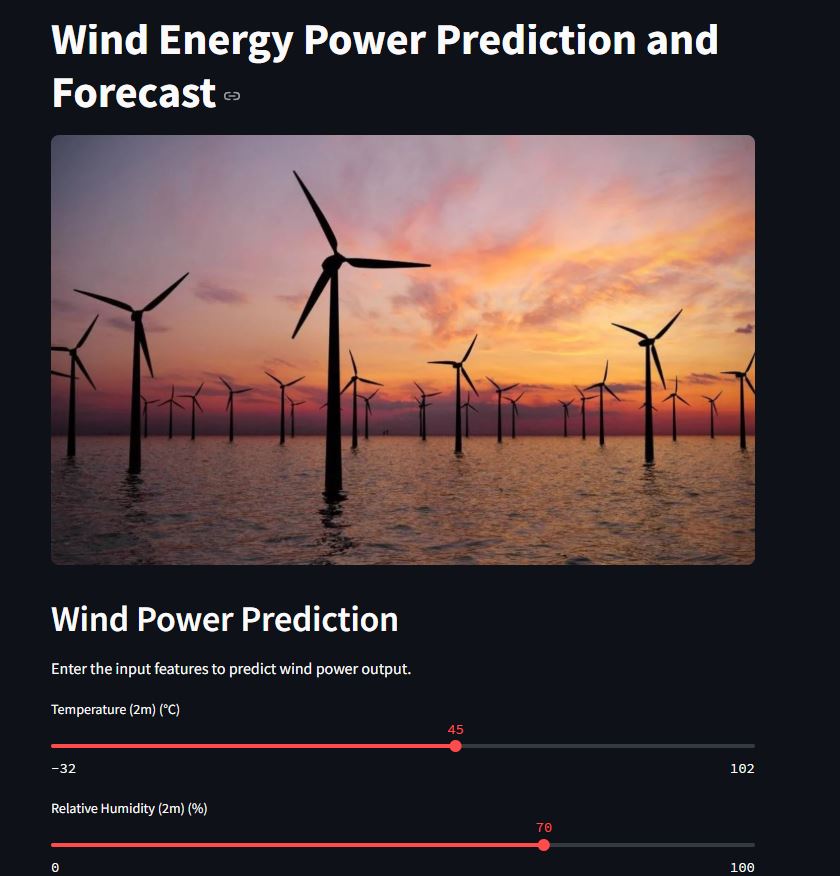 Wind Energy Power Prediction and
Forecast
Wind Power Prediction
Enter the input features to predict wind power output.
Temperature (2m) (°C)
45
−32
102
Relative Humidity (2m) (%)
70
0
100